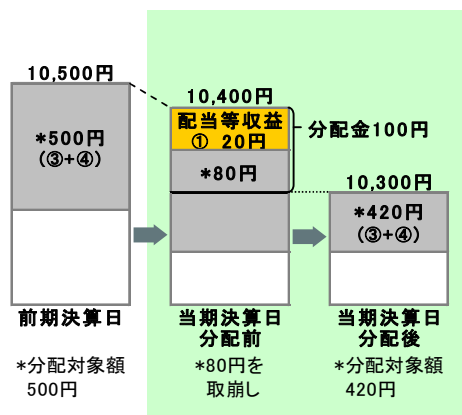 10,500円
*500円
(③+④)
前期決算日
*分配対象額
500円
10,400円
配当等収益
① 20円
*80円
分配金100円
当期決算日
分配前
*80円を
取崩し
10,300円
*420円
(③+④)
当期決算日
分配後
*分配対象額
420円